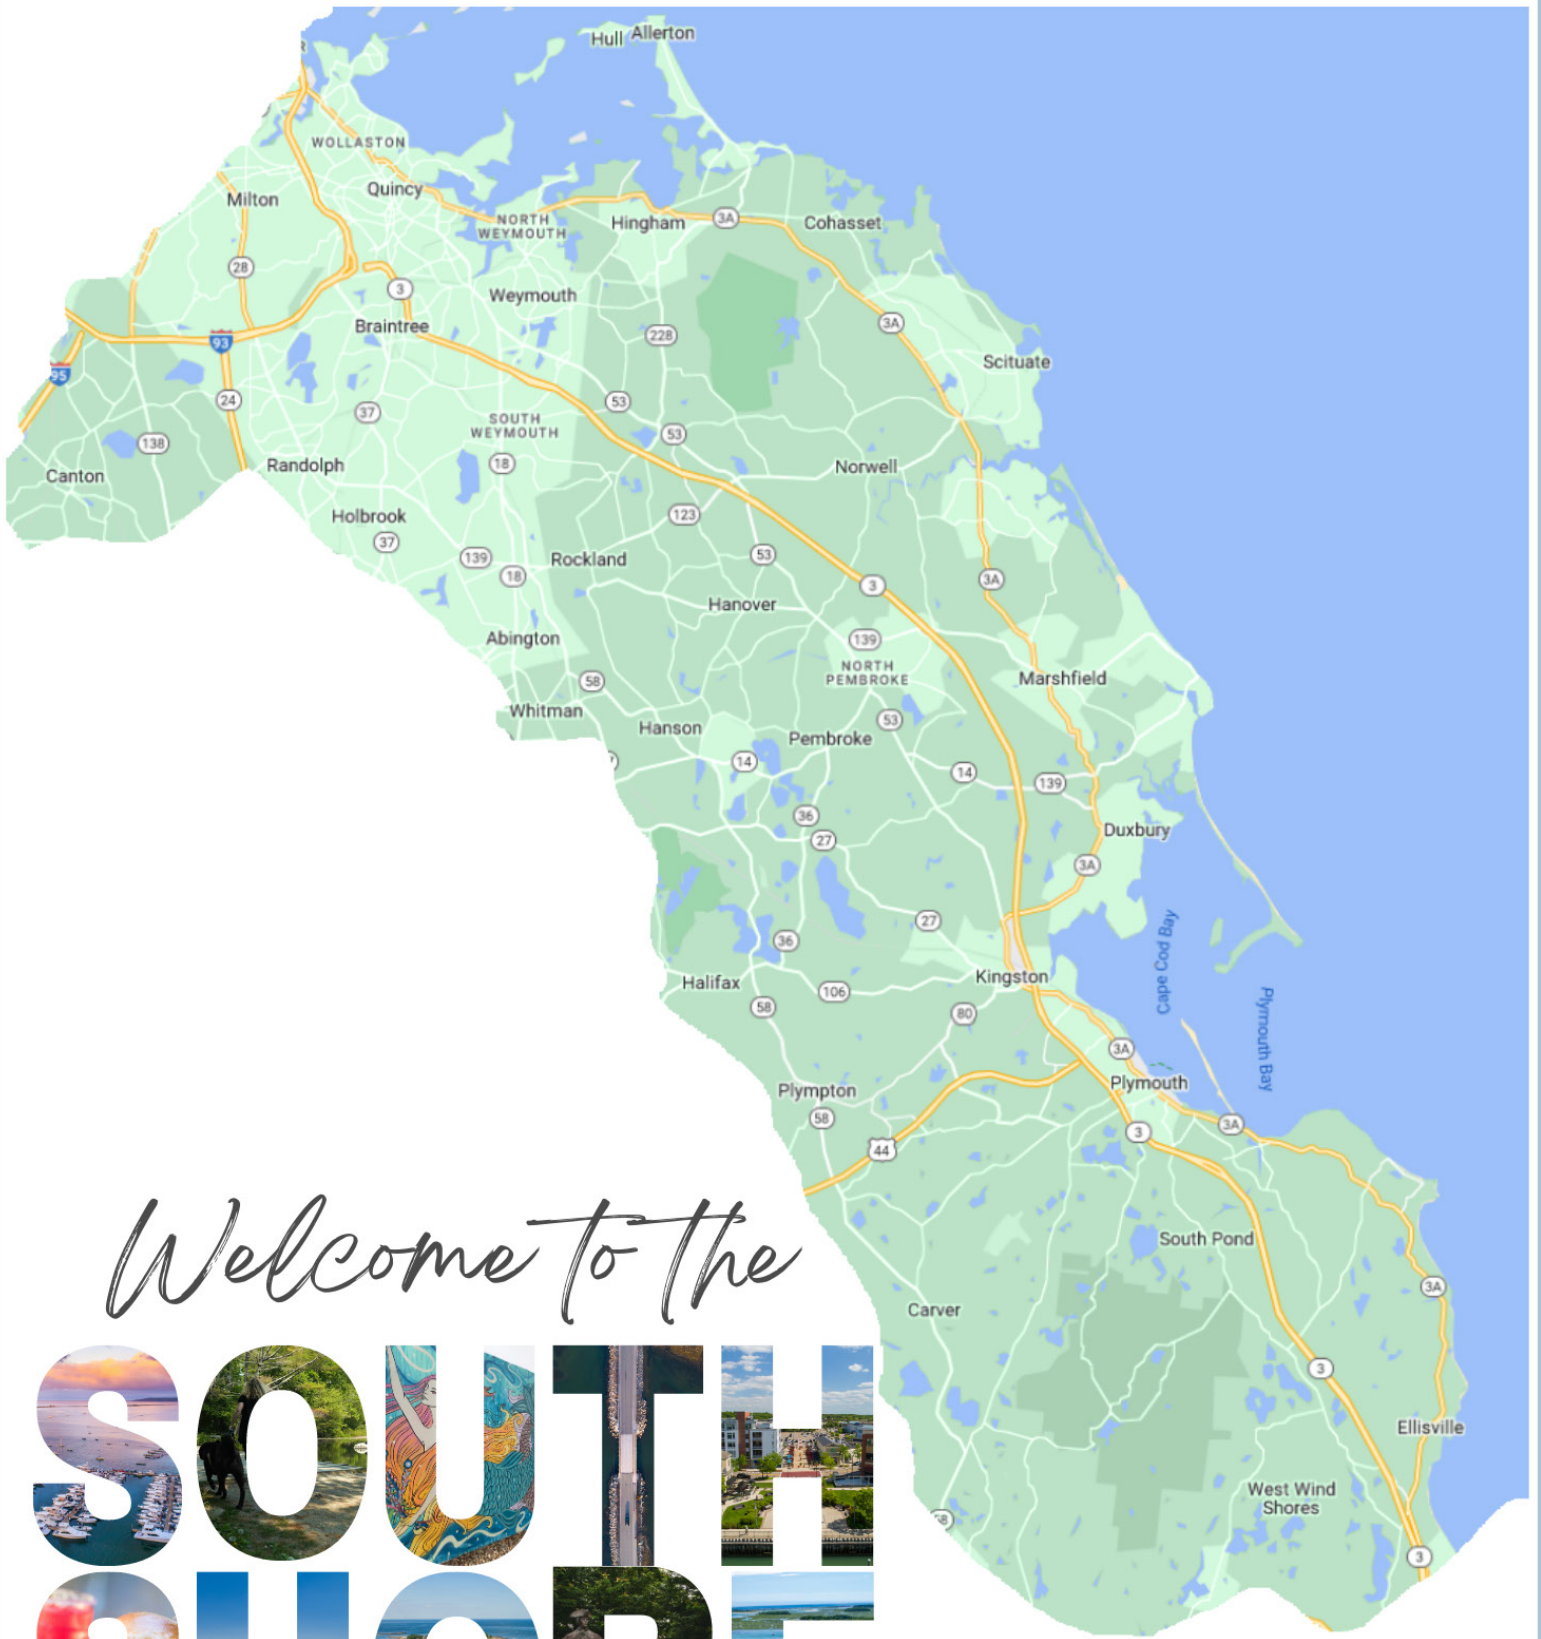 Hull
Allerton
WOLLASTON
Quincy
Milton
NORTH
WEYMOUTH
Hingham
3A
Cohasset
28
3
Weymouth
Braintree
228
3A
93
Scituate
95
24
37
53
138
SOUTH
WEYMOUTH
53
Canton
Randolph
18
Norwell
Holbrook
123
37
139
Rockland
53
18
3A
3
Hanover
Abington
139
NORTH
PEMBROKE
58
Marshfield
Whitman
Hanson
53
Pembroke
14
14
139
36
27
Duxbury
3A
27
36
Cape Cod Bay
Kingston
Halifax
106
58
80
Plymouth Bay
3A
Plympton
Plymouth
58
3
3A
44
South Pond
Welcome to the
3A
Carver
SOUTH
3
Ellisville
West Wind
Shores
58
3
SHORE